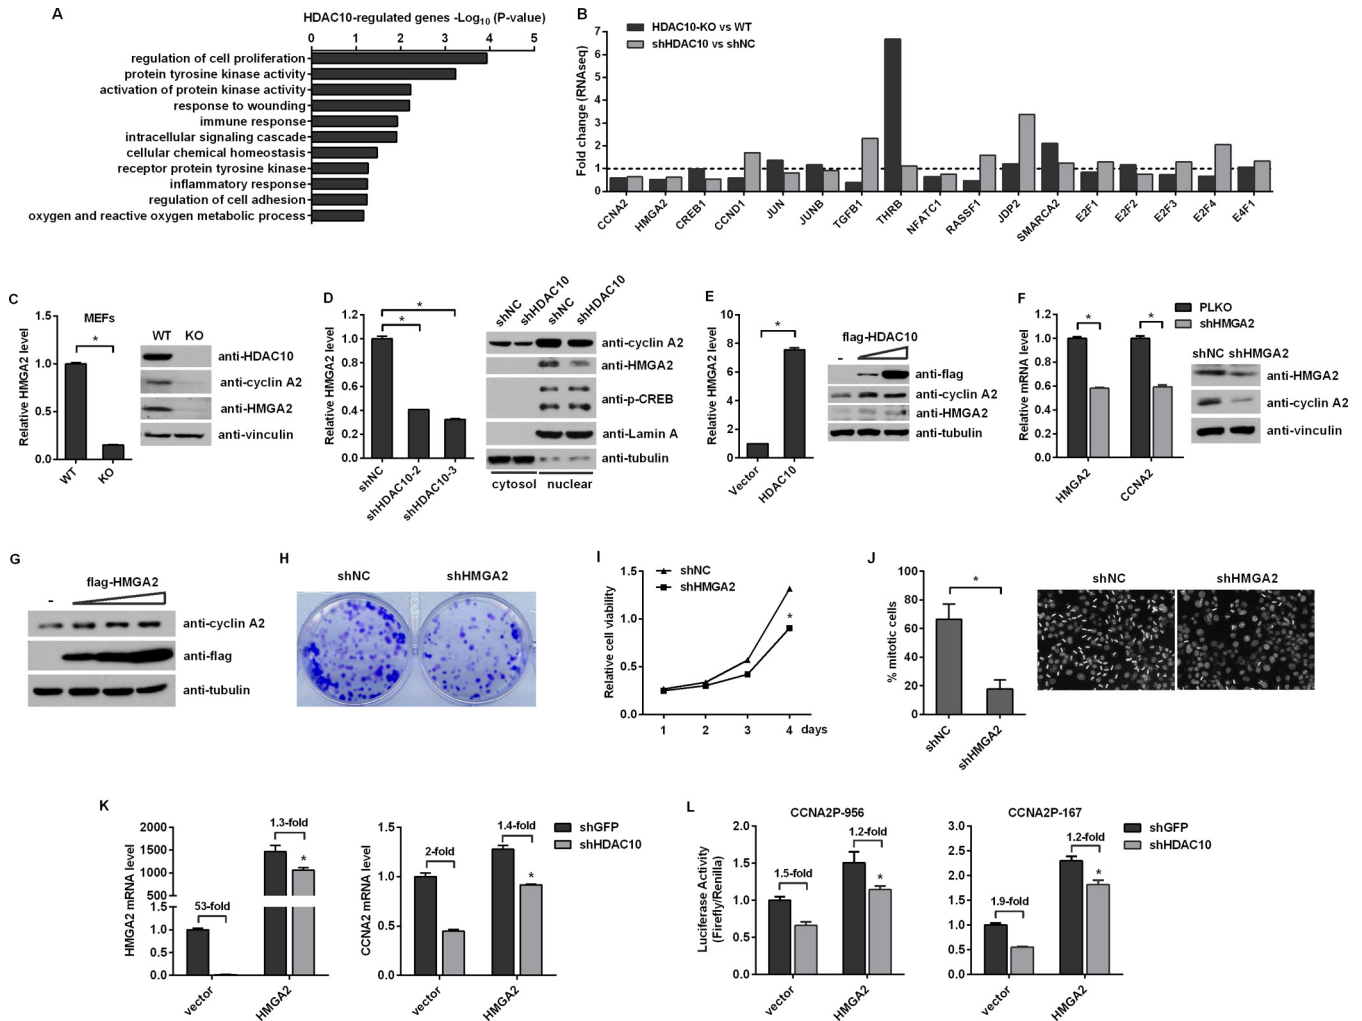 A
HDAC10-regulated genes -Log10 (P-value)
0 1 2 3 4 5
regulation of cell proliferation
protein tyrosine kinase activity
activation of protein kinase activity
response to wounding
immune response
intracellular signaling cascade
cellular chemical homeostasis
receptor protein tyrosine kinase
inflammatory response
regulation of cell adhesion
oxygen and reactive oxygen metabolic process
B
HDAC10-KO vs WT
shHDAC10 vs shNC
Fold change (RNAseq)
7
6
5
4
3
2
1
0
CCNA2
HMGA2
CREB1
CCND1
JUN
JUNB
TGFB1
THRB
NFATC1
RASSF1
JDP2
SMARCA2
E2F1
E2F2
E2F3
E2F4
E4F1
C
MEFs
Relative HMGA2 level
1.5
1.0
0.5
0.0
*
WT
KO
WT KO
anti-HDAC10
anti-cyclin A2
anti-HMGA2
anti-vinculin
D
Relative HMGA2 level
1.2
1.0
0.8
0.6
0.4
0.2
0.0
*
*
shNC
shHDAC10-2
shHDAC10-3
shNC
shHDAC10
shNC
shHDAC10
anti-cyclin A2
anti-HMGA2
anti-p-CREB
anti-Lamin A
anti-tubulin
cytosol nuclear
E
Relative HMGA2 level
10
8
6
4
2
0
*
Vector
HDAC10
flag-HDAC10
-
anti-flag
anti-cyclin A2
anti-HMGA2
anti-tubulin
F
PLKO
shHMGA2
Relative mRNA level
1.2
1.0
0.8
0.6
0.4
0.2
0.0
* *
HMGA2
CCNA2
shNC shHMGA2
anti-HMGA2
anti-cyclin A2
anti-vinculin
G
flag-HMGA2
-
anti-cyclin A2
anti-flag
anti-tubulin
H
shNC shHMGA2
I
shNC
shHMGA2
Relative cell viability
1.5
1.0
0.5
0.0
*
1 2 3 4 days
J
% mitotic cells
100
80
60
40
20
0
*
shNC
shHMGA2
shNC shHMGA2
K
HMGA2 mRNA level
2000
1500
1000
500
1.5
1.0
0.5
0.0
53-fold
1.3-fold
*
vector
HMGA2
CCNA2 mRNA level
1.5
1.0
0.5
0.0
2-fold
1.4-fold
*
vector
HMGA2
shGFP
shHDAC10
L
CCNA2P-956
Luciferase Activity
(Firefly/Renilla)
2.0
1.5
1.0
0.5
0.0
1.5-fold
1.2-fold
*
vector
HMGA2
CCNA2P-167
3.0
2.5
2.0
1.5
1.0
0.5
0.0
1.9-fold
1.2-fold
*
vector
HMGA2
shGFP
shHDAC10